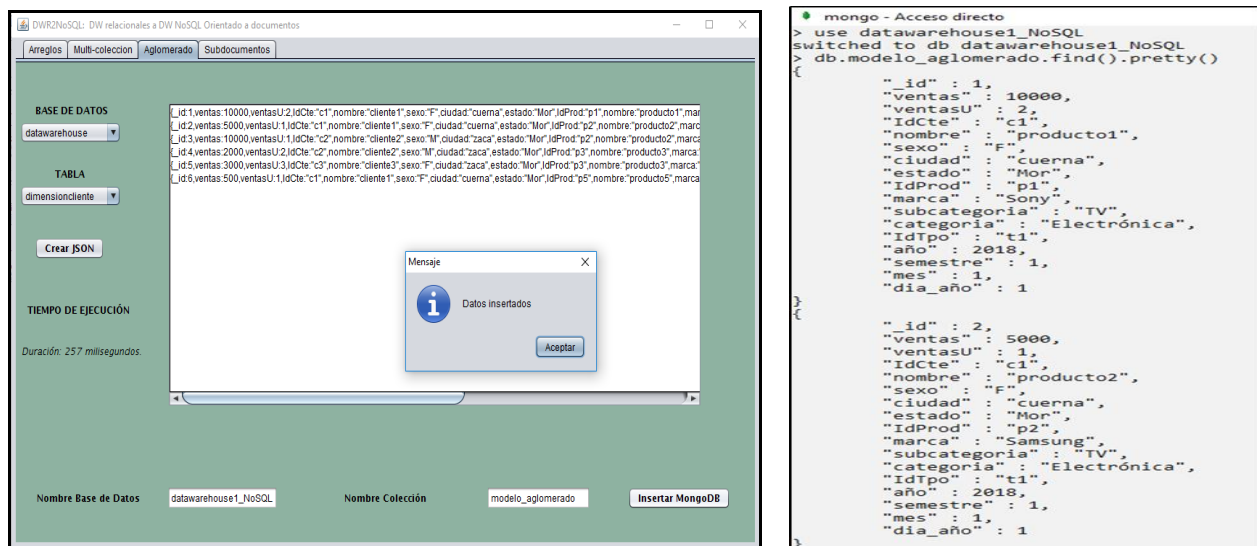 DWR2NoSQL: DW relacionales a DW NoSQL Orientado a documentos
Arreglos Multi-coleccion Aglomerado Subdocumentos
BASE DE DATOS
datawarehouse
TABLA
dimensioncliente
Crear JSON
TIEMPO DE EJECUCIÓN
Duración: 257 milisegundos.
{_id:1,ventas:10000,ventasU:2,IdCte:"c1",nombre:"cliente1",sexo:"F",ciudad:"cuerna",estado:"Mor",IdProd:"p1",nombre:"producto1",mar
{_id:2,ventas:5000,ventasU:1,IdCte:"c1",nombre:"cliente1",sexo:"F",ciudad:"cuerna",estado:"Mor",IdProd:"p2",nombre:"producto2",marc
{_id:3,ventas:10000,ventasU:1,IdCte:"c2",nombre:"cliente2",sexo:"M",ciudad:"zaca",estado:"Mor",IdProd:"p2",nombre:"producto2",marc
{_id:4,ventas:2000,ventasU:2,IdCte:"c2",nombre:"cliente2",sexo:"M",ciudad:"zaca",estado:"Mor",IdProd:"p3",nombre:"producto3",marca:
{_id:5,ventas:3000,ventasU:3,IdCte:"c3",nombre:"cliente3",sexo:"F",ciudad:"zaca",estado:"Mor",IdProd:"p3",nombre:"producto3",marca:"
{_id:6,ventas:500,ventasU:1,IdCte:"c1",nombre:"cliente1",sexo:"F",ciudad:"cuerna",estado:"Mor",IdProd:"p5",nombre:"producto5",marca
Mensaje
Datos insertados
Aceptar
Nombre Base de Datos datawarehouse1_NoSQL Nombre Colección modelo_aglomerado Insertar MongoDB
mongo - Acceso directo
> use datawarehouse1_NoSQL
switched to db datawarehouse1_NoSQL
> db.modelo_aglomerado.find().pretty()
{
"_id" : 1,
"ventas" : 10000,
"ventasU" : 2,
"IdCte" : "c1",
"nombre" : "producto1",
"sexo" : "F",
"ciudad" : "cuerna",
"estado" : "Mor",
"IdProd" : "p1",
"marca" : "Sony",
"subcategoria" : "TV",
"categoria" : "Electrónica",
"IdTpo" : "t1",
"año" : 2018,
"semestre" : 1,
"mes" : 1,
"dia_año" : 1
}
{
"_id" : 2,
"ventas" : 5000,
"ventasU" : 1,
"IdCte" : "c1",
"nombre" : "producto2",
"sexo" : "F",
"ciudad" : "cuerna",
"estado" : "Mor",
"IdProd" : "p2",
"marca" : "Samsung",
"subcategoria" : "TV",
"categoria" : "Electrónica",
"IdTpo" : "t1",
"año" : 2018,
"semestre" : 1,
"mes" : 1,
"dia_año" : 1
}